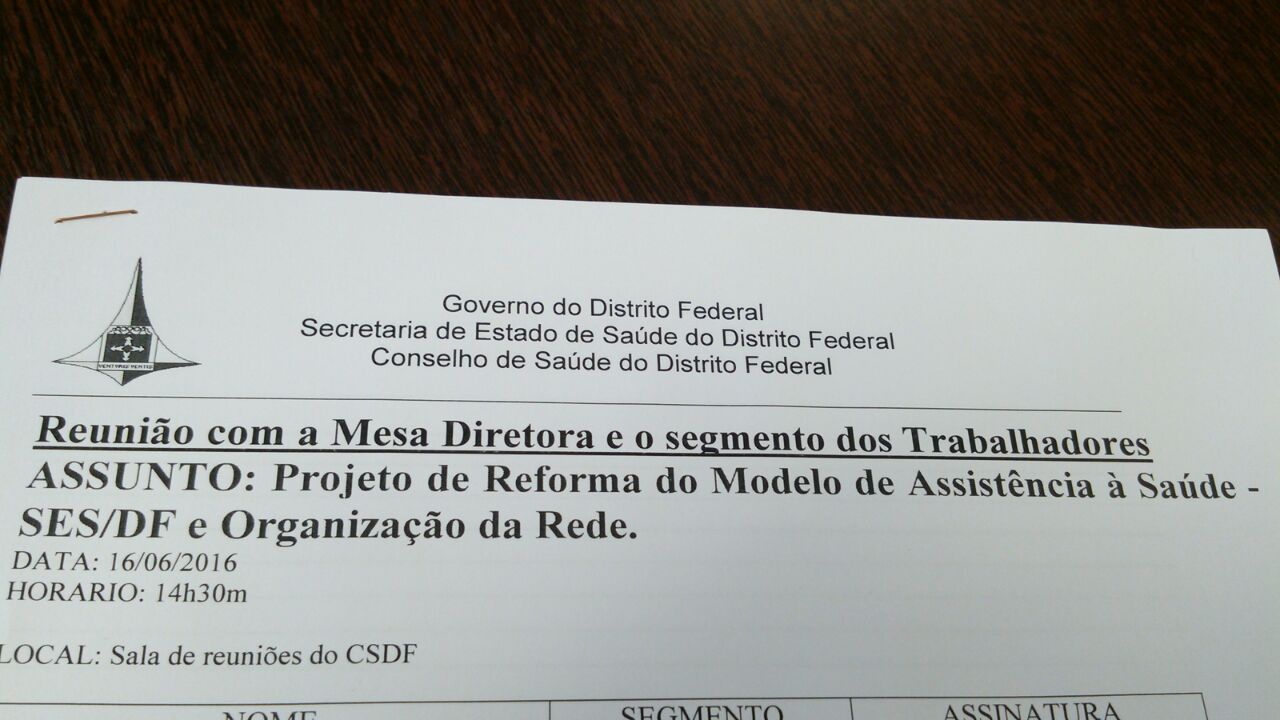 VENTURIS VENTIS
Governo do Distrito Federal
Secretaria de Estado de Saúde do Distrito Federal
Conselho de Saúde do Distrito Federal
Reunião com a Mesa Diretora e o segmento dos Trabalhadores
ASSUNTO: Projeto de Reforma do Modelo de Assistência à Saúde -
SES/DF e Organização da Rede.
DATA: 16/06/2016
HORARIO: 14h30m
LOCAL: Sala de reuniões do CSDF
NOME SEGMENTO ASSINATURA